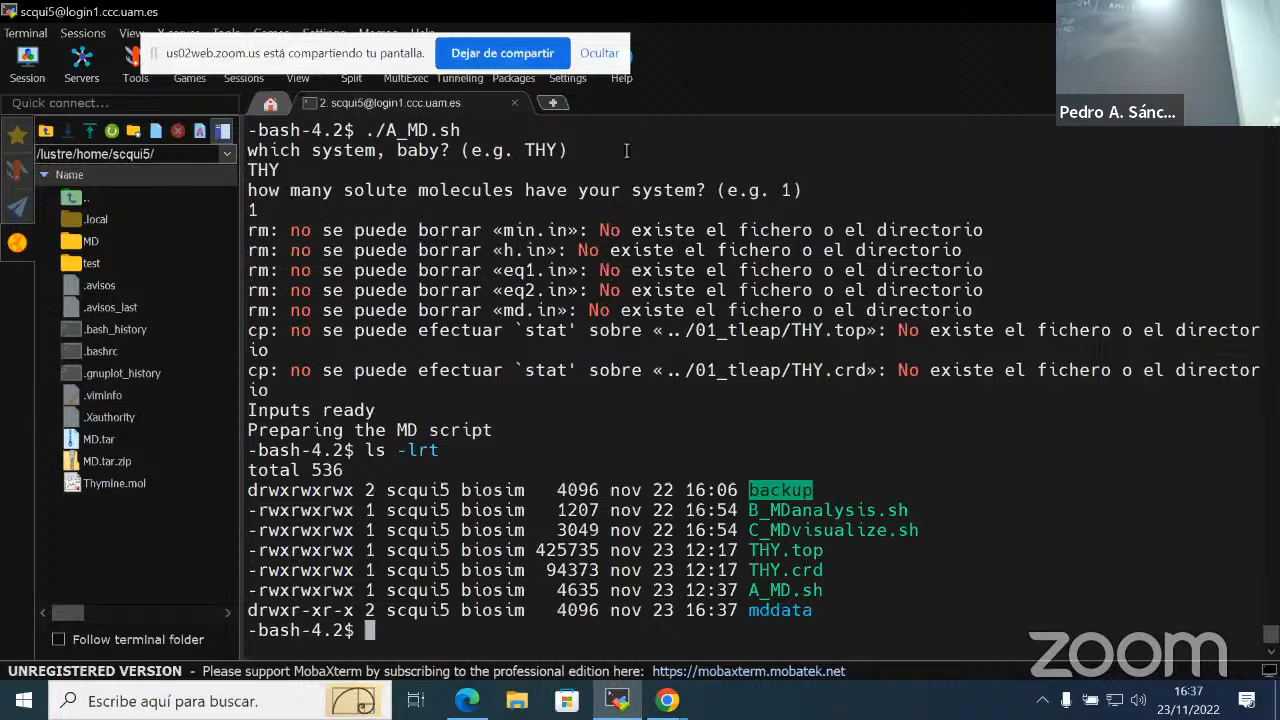 scqui5@login1.ccc.uam.es
Terminal Sessions
us02web.zoom.us está compartiendo tu pantalla. Dejar de compartir Ocultar
Session Servers Tools Games Sessions View Split MultiExec Tunneling Packages Settings Help
Pedro A. Sánc...
Quick connect...
2. scqui5@login1.ccc.uam.es
/lustre/home/scqui5/
Name
..
.local
MD
test
.avisos
.avisos_last
.bash_history
.bashrc
.gnuplot_history
.viminfo
.Xauthority
MD.tar
MD.tar.zip
Thymine.mol
Follow terminal folder
-bash-4.2$ ./A_MD.sh
which system, baby? (e.g. THY)
THY
how many solute molecules have your system? (e.g. 1)
1
rm: no se puede borrar «min.in»: No existe el fichero o el directorio
rm: no se puede borrar «h.in»: No existe el fichero o el directorio
rm: no se puede borrar «eq1.in»: No existe el fichero o el directorio
rm: no se puede borrar «eq2.in»: No existe el fichero o el directorio
rm: no se puede borrar «md.in»: No existe el fichero o el directorio
cp: no se puede efectuar `stat' sobre «../01_tleap/THY.top»: No existe el fichero o el director
io
cp: no se puede efectuar `stat' sobre «../01_tleap/THY.crd»: No existe el fichero o el director
io
Inputs ready
Preparing the MD script
-bash-4.2$ ls -lrt
total 536
drwxrwxrwx 2 scqui5 biosim 4096 nov 22 16:06 backup
-rwxrwxrwx 1 scqui5 biosim 1207 nov 22 16:54 B_MDanalysis.sh
-rwxrwxrwx 1 scqui5 biosim 3049 nov 22 16:54 C_MDvisualize.sh
-rwxrwxrwx 1 scqui5 biosim 425735 nov 23 12:17 THY.top
-rwxrwxrwx 1 scqui5 biosim 94373 nov 23 12:17 THY.crd
-rwxrwxrwx 1 scqui5 biosim 4635 nov 23 12:37 A_MD.sh
drwxr-xr-x 2 scqui5 biosim 4096 nov 23 16:37 mddata
-bash-4.2$
zoom
UNREGISTERED VERSION - Please support MobaXterm by subscribing to the professional edition here: https://mobaxterm.mobatek.net
Escribe aquí para buscar.
16:37
23/11/2022